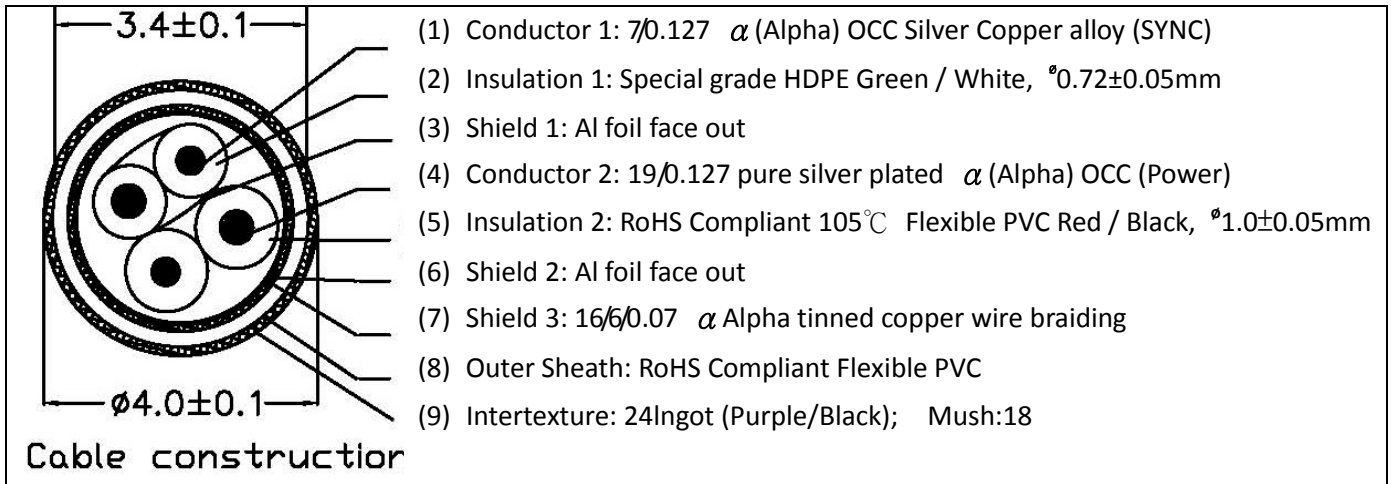 3.4±0.1
(1) Conductor 1: 7/0.127 α (Alpha) OCC Silver Copper alloy (SYNC)
(2) Insulation 1: Special grade HDPE Green / White, ø0.72±0.05mm
(3) Shield 1: Al foil face out
(4) Conductor 2: 19/0.127 pure silver plated α (Alpha) OCC (Power)
(5) Insulation 2: RoHS Compliant 105℃ Flexible PVC Red / Black, ø1.0±0.05mm
(6) Shield 2: Al foil face out
(7) Shield 3: 16/6/0.07 α Alpha tinned copper wire braiding
(8) Outer Sheath: RoHS Compliant Flexible PVC
(9) Intertexture: 24lngot (Purple/Black); Mush:18
ø4.0±0.1
Cable construction